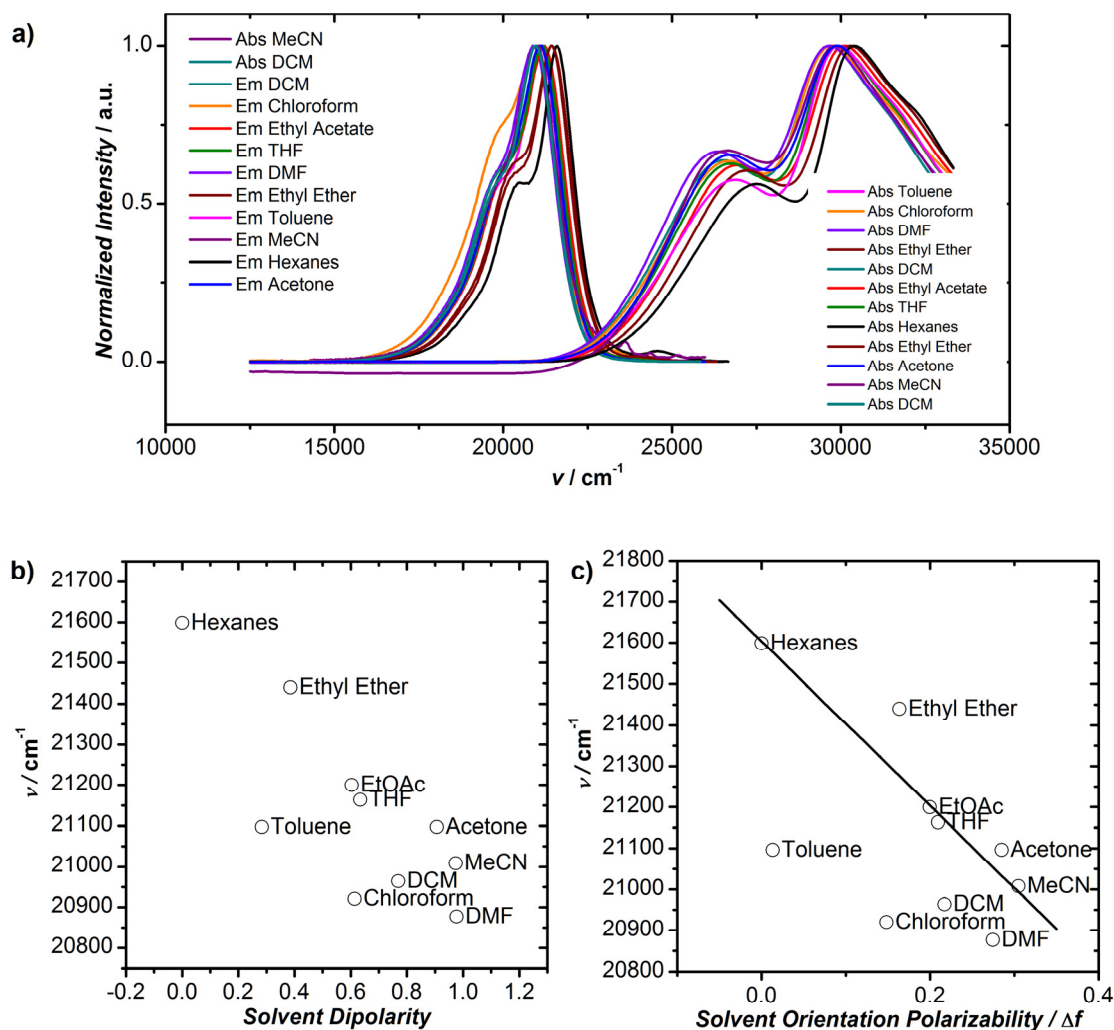 a)
Normalized Intensity / a.u.
1.0
0.5
0.0
Abs MeCN
Abs DCM
Em DCM
Em Chloroform
Em Ethyl Acetate
Em THF
Em DMF
Em Ethyl Ether
Em Toluene
Em MeCN
Em Hexanes
Em Acetone
Abs Toluene
Abs Chloroform
Abs DMF
Abs Ethyl Ether
Abs DCM
Abs Ethyl Acetate
Abs THF
Abs Hexanes
Abs Ethyl Ether
Abs Acetone
Abs MeCN
Abs DCM
10000 15000 20000 25000 30000 35000
ν / cm⁻¹
b)
ν / cm⁻¹
21700
21600
21500
21400
21300
21200
21100
21000
20900
20800
Hexanes
Ethyl Ether
EtOAc
THF
Toluene
Acetone
MeCN
DCM
Chloroform
DMF
-0.2 0.0 0.2 0.4 0.6 0.8 1.0 1.2
Solvent Dipolarity
c)
ν / cm⁻¹
21800
21700
21600
21500
21400
21300
21200
21100
21000
20900
20800
Hexanes
Ethyl Ether
EtOAc
THF
Toluene
Acetone
MeCN
DCM
Chloroform
DMF
0.0 0.2 0.4
Solvent Orientation Polarizability / Δf